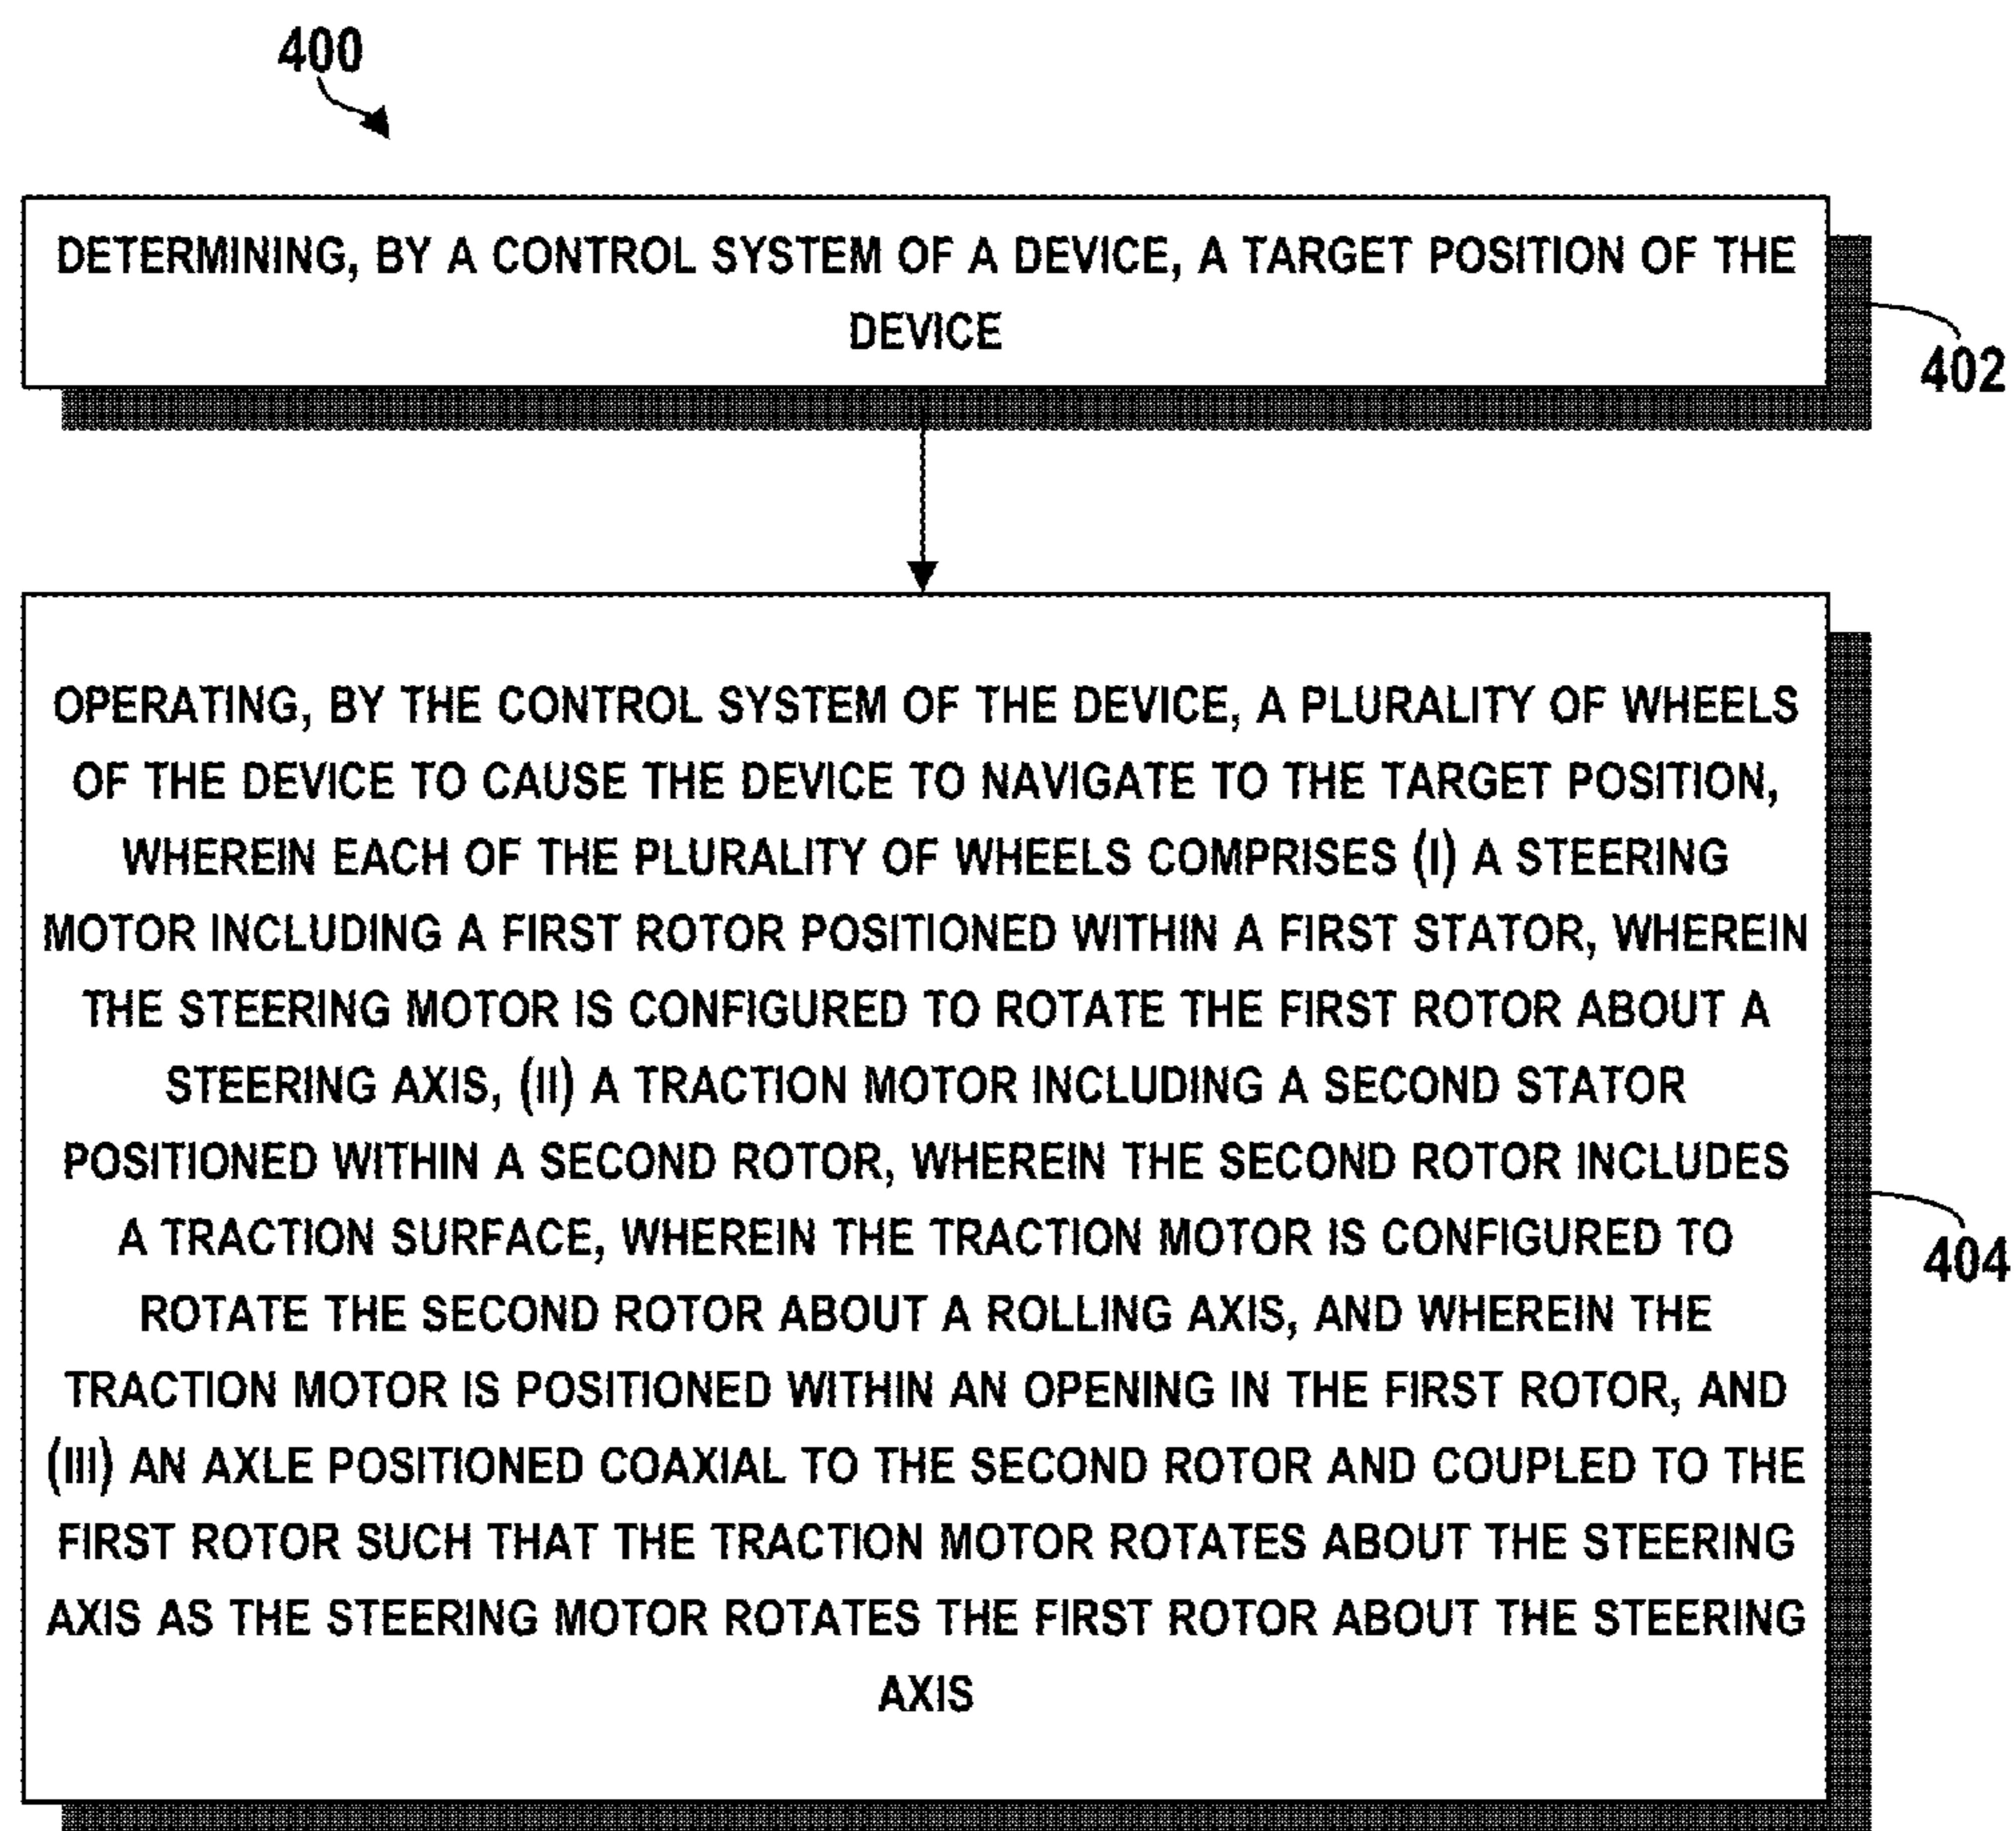 400
DETERMINING, BY A CONTROL SYSTEM OF A DEVICE, A TARGET POSITION OF THE
DEVICE
402
OPERATING, BY THE CONTROL SYSTEM OF THE DEVICE, A PLURALITY OF WHEELS
OF THE DEVICE TO CAUSE THE DEVICE TO NAVIGATE TO THE TARGET POSITION,
WHEREIN EACH OF THE PLURALITY OF WHEELS COMPRISES (I) A STEERING
MOTOR INCLUDING A FIRST ROTOR POSITIONED WITHIN A FIRST STATOR, WHEREIN
THE STEERING MOTOR IS CONFIGURED TO ROTATE THE FIRST ROTOR ABOUT A
STEERING AXIS, (II) A TRACTION MOTOR INCLUDING A SECOND STATOR
POSITIONED WITHIN A SECOND ROTOR, WHEREIN THE SECOND ROTOR INCLUDES
A TRACTION SURFACE, WHEREIN THE TRACTION MOTOR IS CONFIGURED TO
ROTATE THE SECOND ROTOR ABOUT A ROLLING AXIS, AND WHEREIN THE
TRACTION MOTOR IS POSITIONED WITHIN AN OPENING IN THE FIRST ROTOR, AND
(III) AN AXLE POSITIONED COAXIAL TO THE SECOND ROTOR AND COUPLED TO THE
FIRST ROTOR SUCH THAT THE TRACTION MOTOR ROTATES ABOUT THE STEERING
AXIS AS THE STEERING MOTOR ROTATES THE FIRST ROTOR ABOUT THE STEERING
AXIS
404